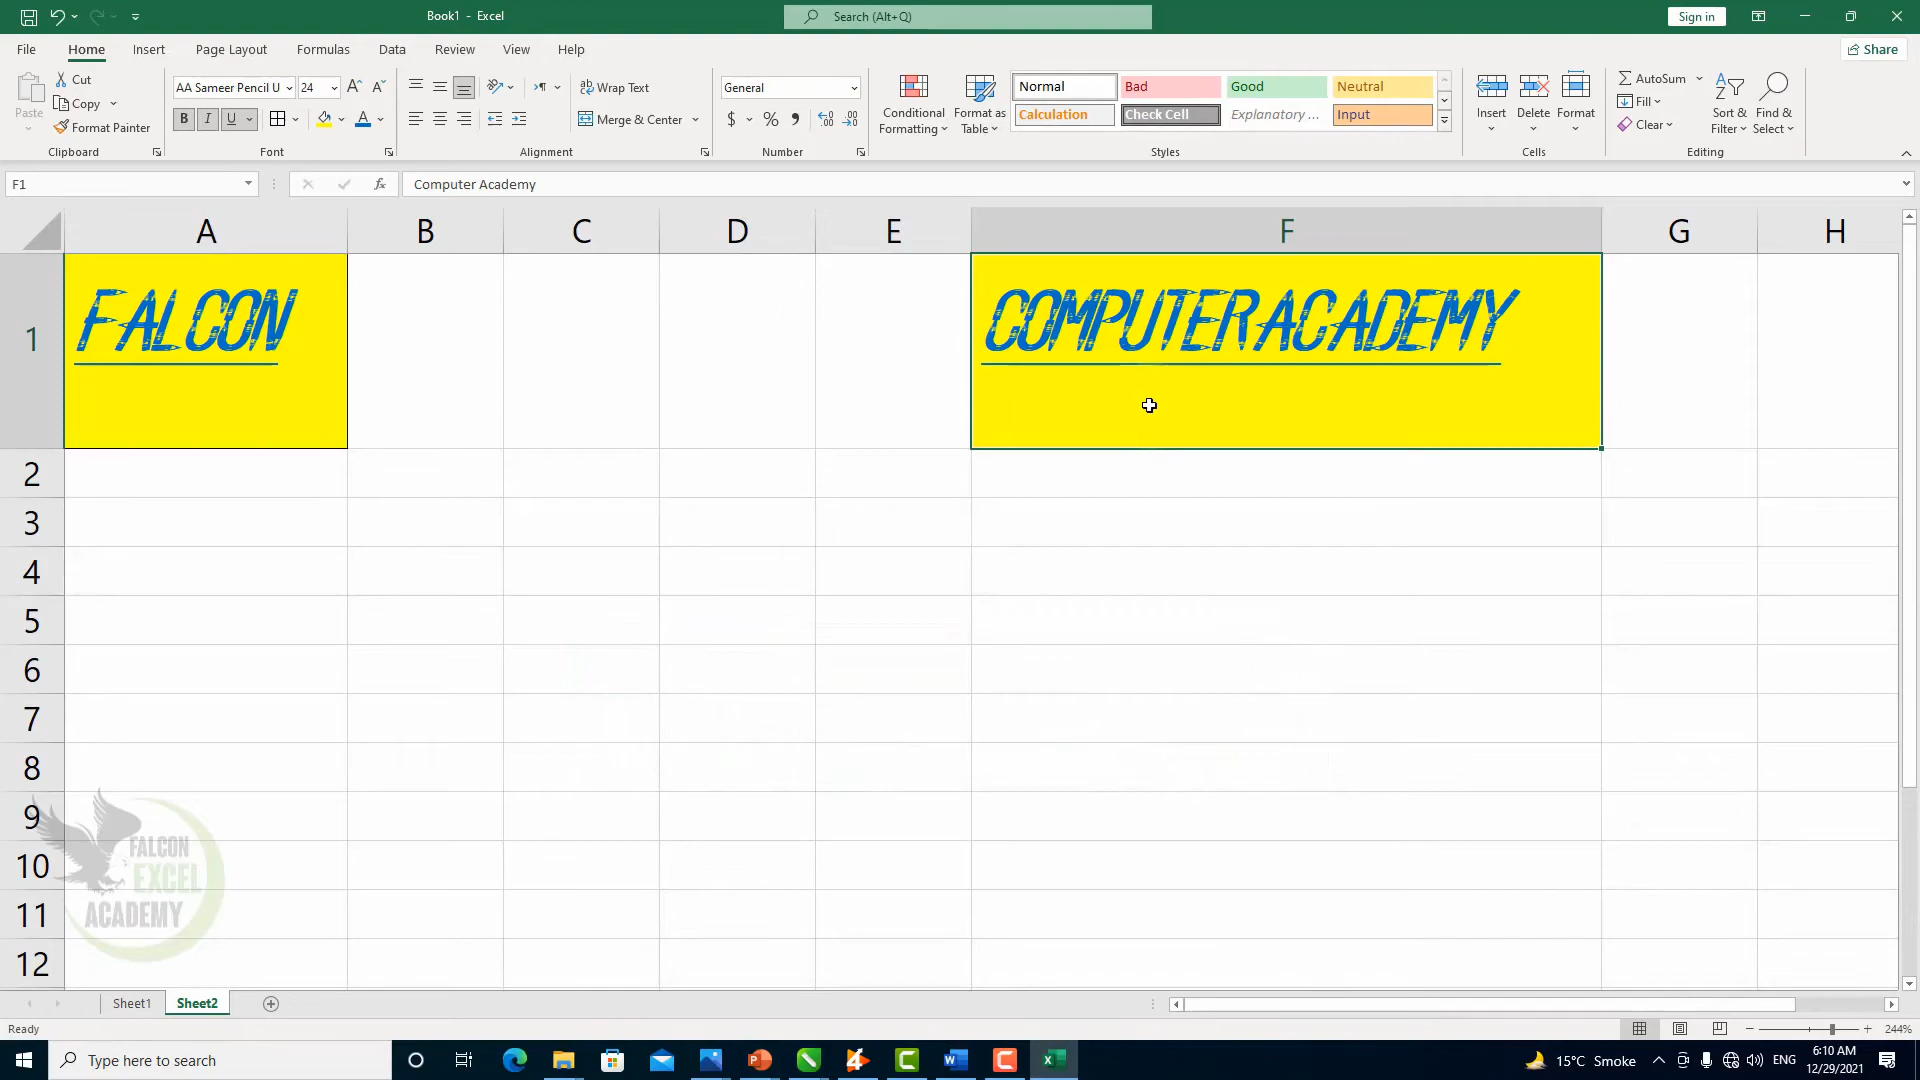 Book1 - Excel
Search (Alt+Q)
Sign in
File Home Insert Page Layout Formulas Data Review View Help
Share
Paste
Cut
Copy
Format Painter
Clipboard
AA Sameer Pencil U 24
B I U
Font
Wrap Text
Merge & Center
Alignment
General
$ % ,
Number
Conditional Formatting
Format as Table
Normal Bad Good Neutral
Calculation Check Cell Explanatory ... Input
Styles
Insert Delete Format
Cells
AutoSum
Fill
Clear
Sort & Filter
Find & Select
Editing
F1
fx
Computer Academy
A B C D E F G H
1 FALCON COMPUTER ACADEMY
2
3
4
5
6
7
8
9
10
11
12
FALCON
EXCEL
ACADEMY
Sheet1 Sheet2
Ready
244%
Type here to search
15°C Smoke
ENG
6:10 AM
12/29/2021